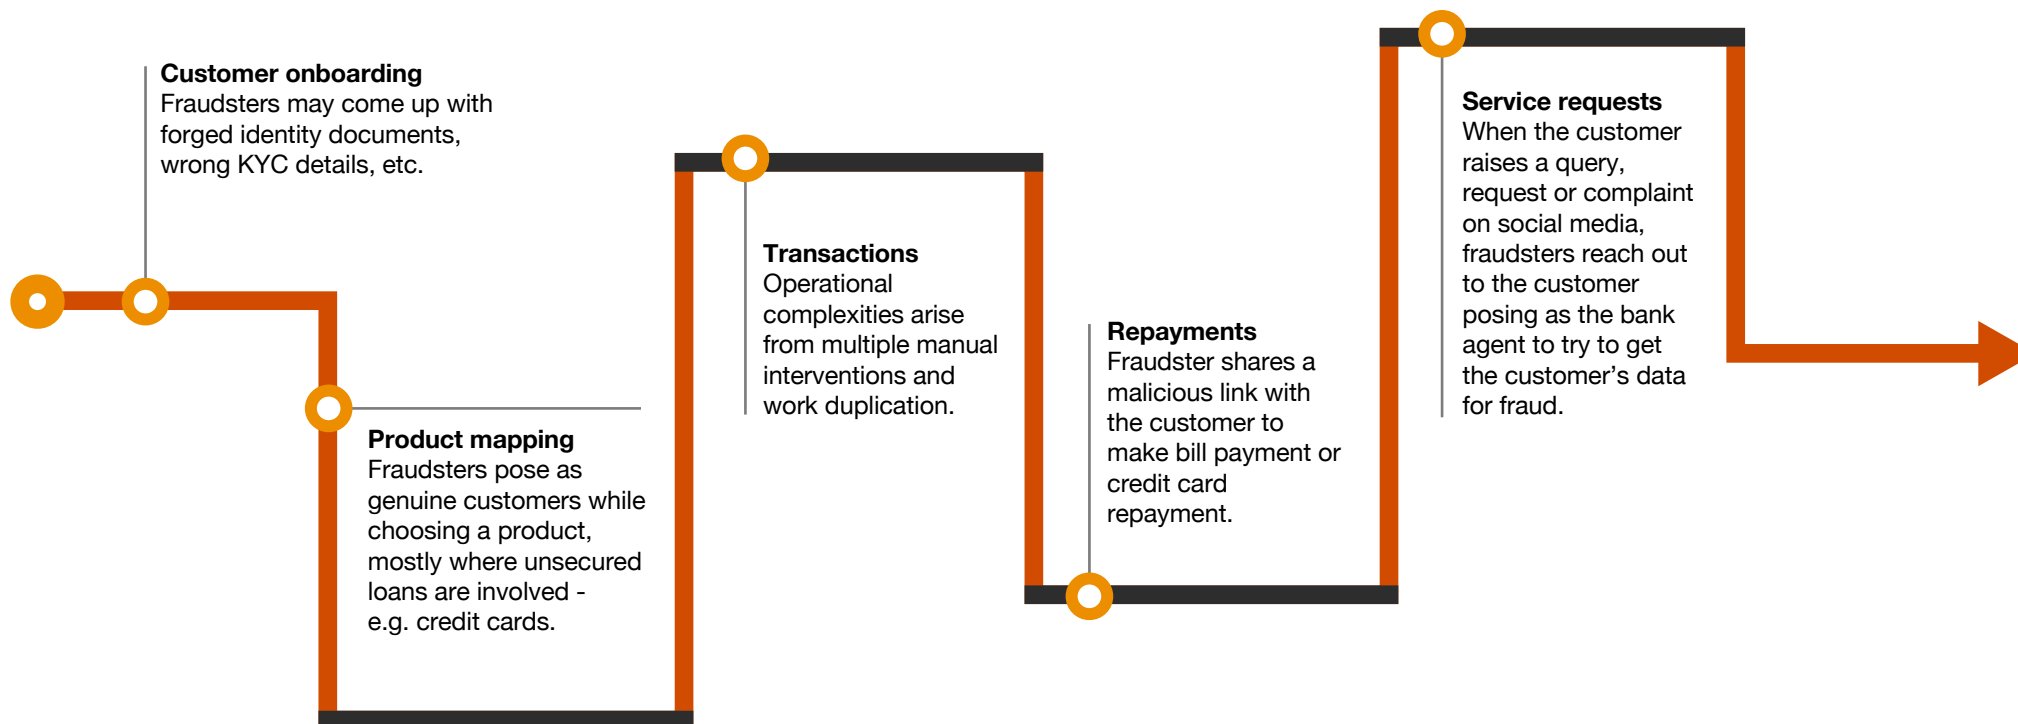 Customer onboarding
Fraudsters may come up with
forged identity documents,
wrong KYC details, etc.
Product mapping
Fraudsters pose as
genuine customers while
choosing a product,
mostly where unsecured
loans are involved -
e.g. credit cards.
Transactions
Operational
complexities arise
from multiple manual
interventions and
work duplication.
Repayments
Fraudster shares a
malicious link with
the customer to
make bill payment or
credit card
repayment.
Service requests
When the customer
raises a query,
request or complaint
on social media,
fraudsters reach out
to the customer
posing as the bank
agent to try to get
the customer’s data
for fraud.